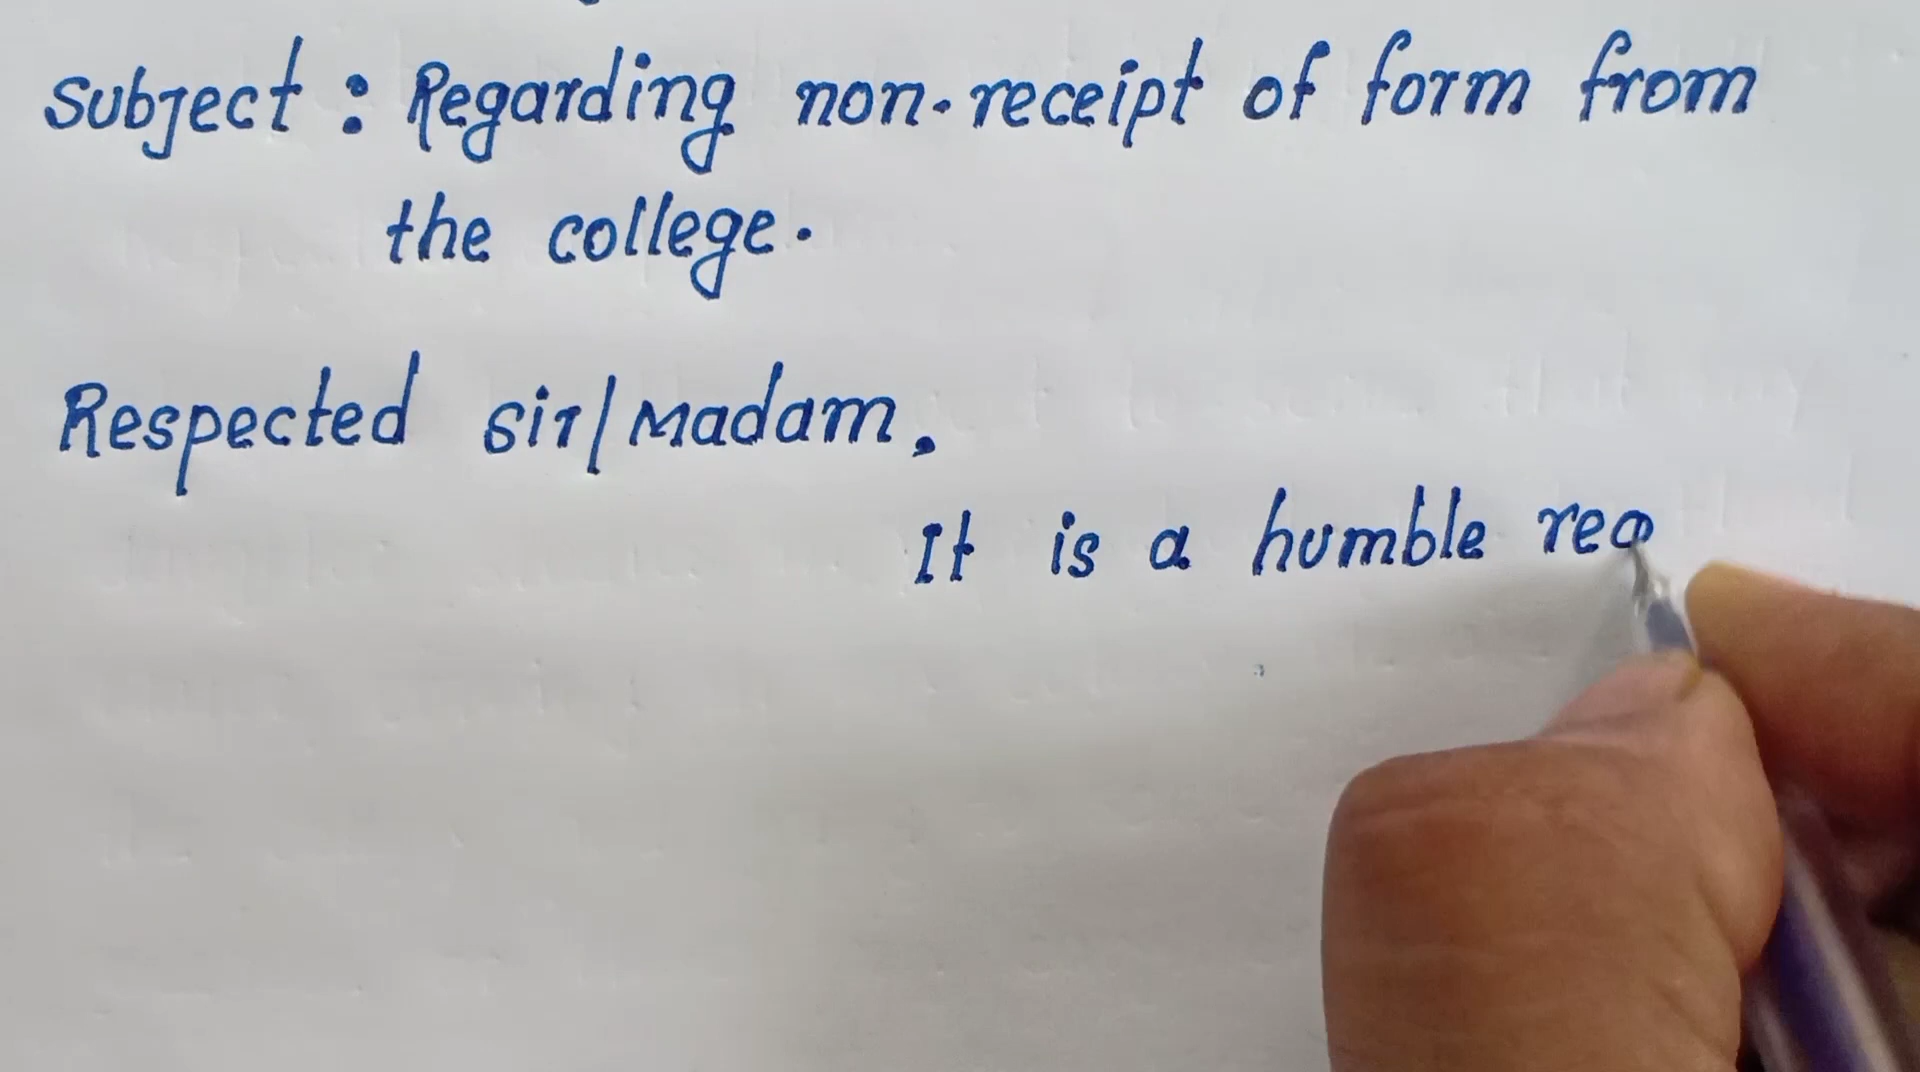 Subject : Regarding non-receipt of form from
the college.
Respected Sir/Madam,
It is a humble req